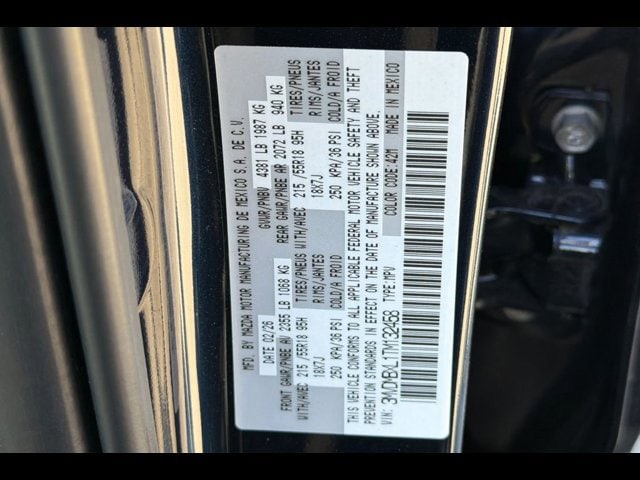 MFD. BY MAZDA MOTOR MANUFACTURING DE MEXICO S.A. DE C.V.
DATE 02/26 GVWR/PNBV 4381 LB 1987 KG
FRONT GAWR/PNBE AV 2355 LB 1068 KG REAR GAWR/PNBE AR 2072 LB 940 KG
WITH/AVEC TIRES/PNEUS WITH/AVEC TIRES/PNEUS
215 /55R18 95H 215 /55R18 95H
18X7J RIMS/JANTES 18X7J RIMS/JANTES
250 KPA/36 PSI COLD/A FROID 250 KPA/36 PSI COLD/A FROID
THIS VEHICLE CONFORMS TO ALL APPLICABLE FEDERAL MOTOR VEHICLE SAFETY AND THEFT
PREVENTION STANDARDS IN EFFECT ON THE DATE OF MANUFACTURE SHOWN ABOVE.
VIN: 3MVDMBXL1TM132458 TYPE:MPV COLOR CODE:42M MADE IN MEXICO